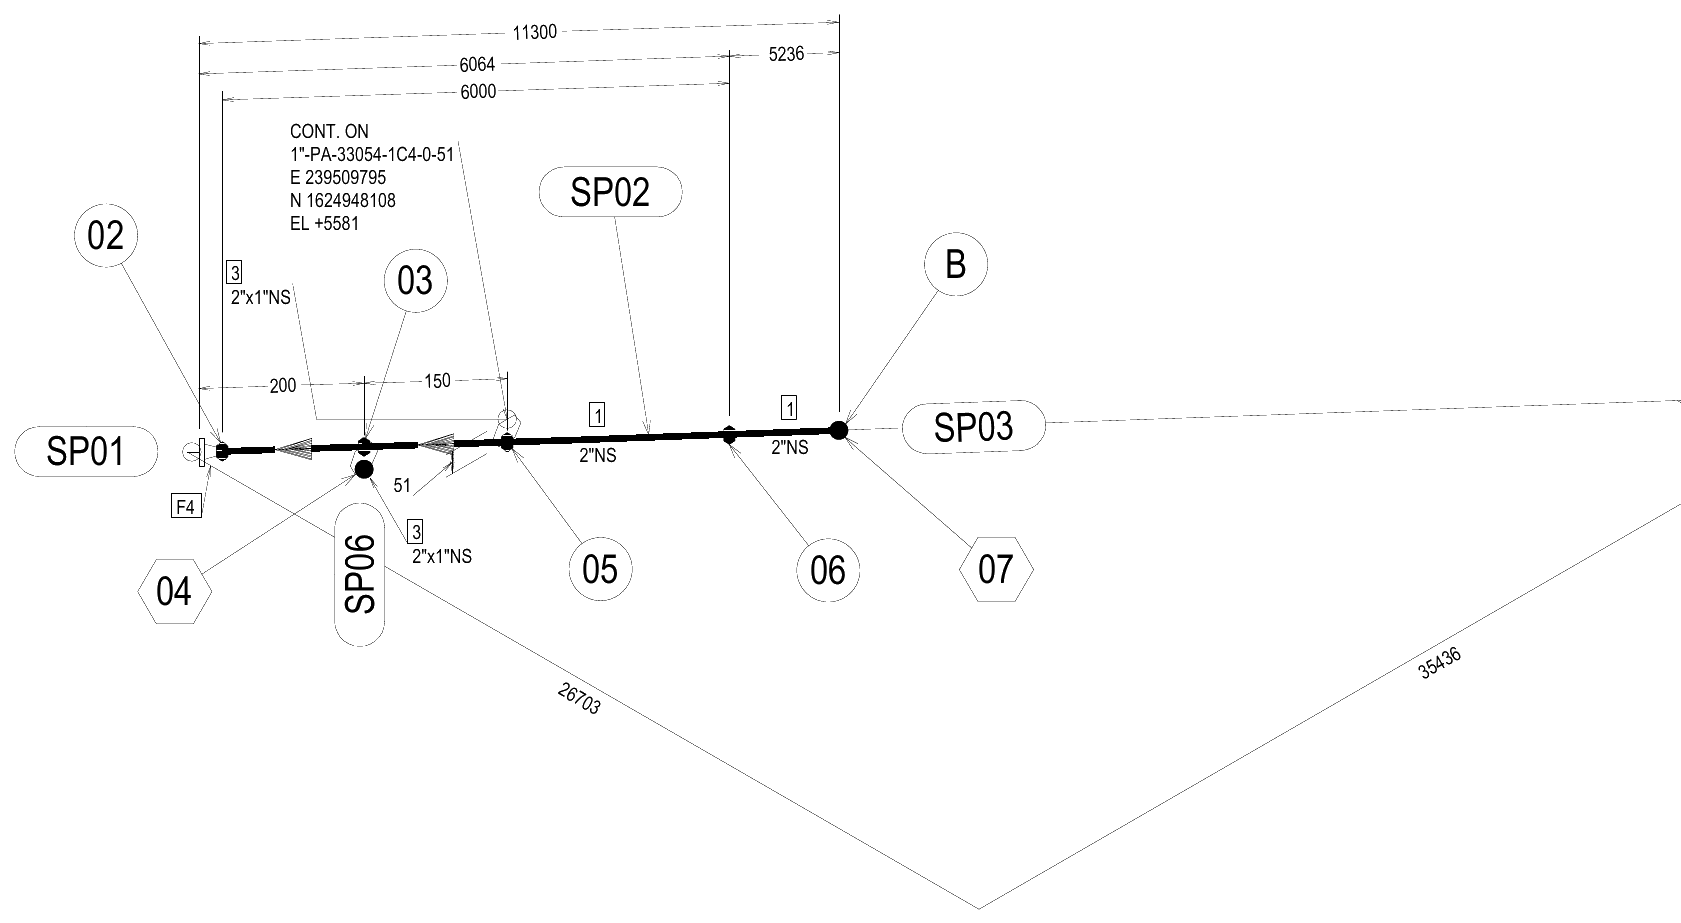 11300
6064
5236
6000
CONT. ON
1"-PA-33054-1C4-0-51
E 239509795
N 1624948108
EL +5581
SP02
02
03
B
3
2"x1"NS
200
150
1
1
SP03
SP01
2"NS
2"NS
51
F4
3
2"x1"NS
SP06
04
05
06
07
26703
35436